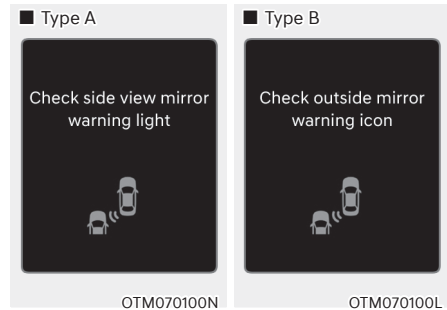 ■ Type A
Check side view mirror
warning light
OTM070100N
■ Type B
Check outside mirror
warning icon
OTM070100L